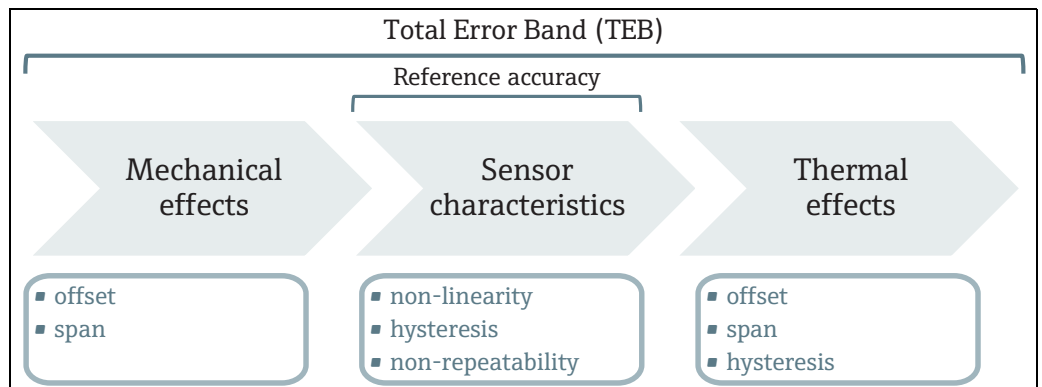 Total Error Band (TEB)
Reference accuracy
Mechanical
effects
Sensor
characteristics
Thermal
effects
▪ offset
▪ span
▪ non-linearity
▪ hysteresis
▪ non-repeatability
▪ offset
▪ span
▪ hysteresis